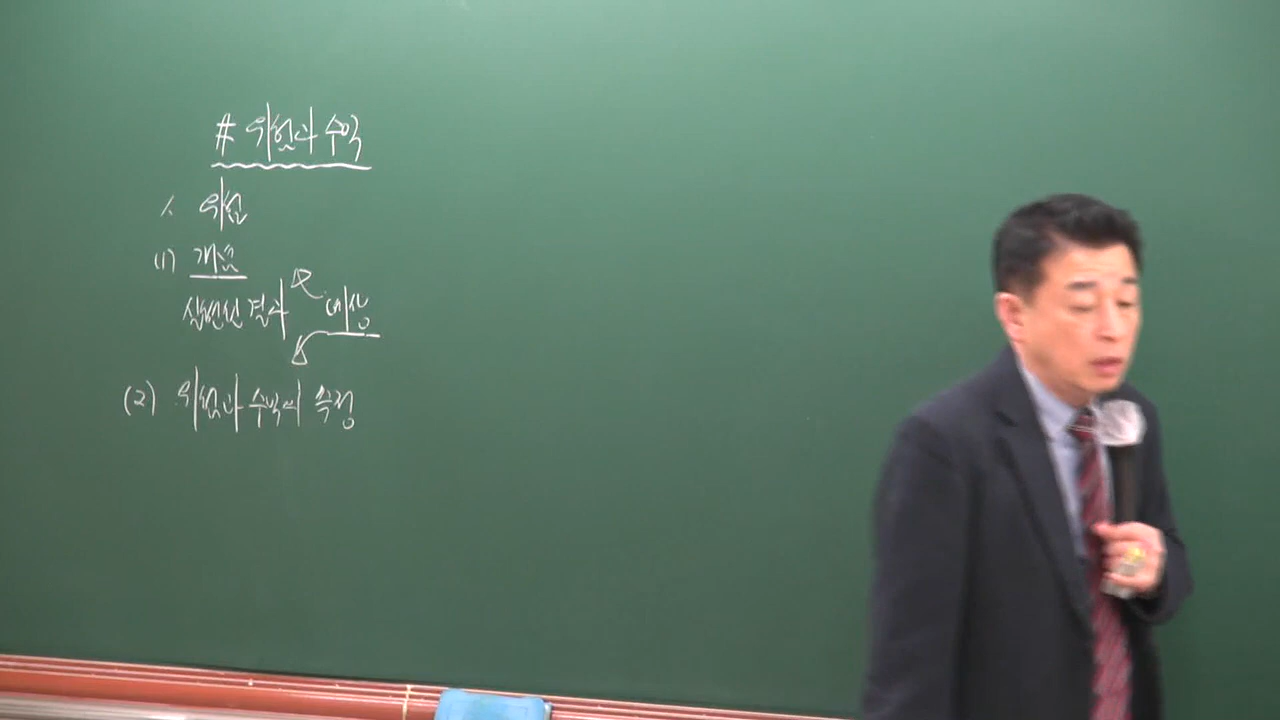 # 위험과 수익
1. 위험
(1) 개요
실현된 결과 예상
(2) 위험과 수익의 측정